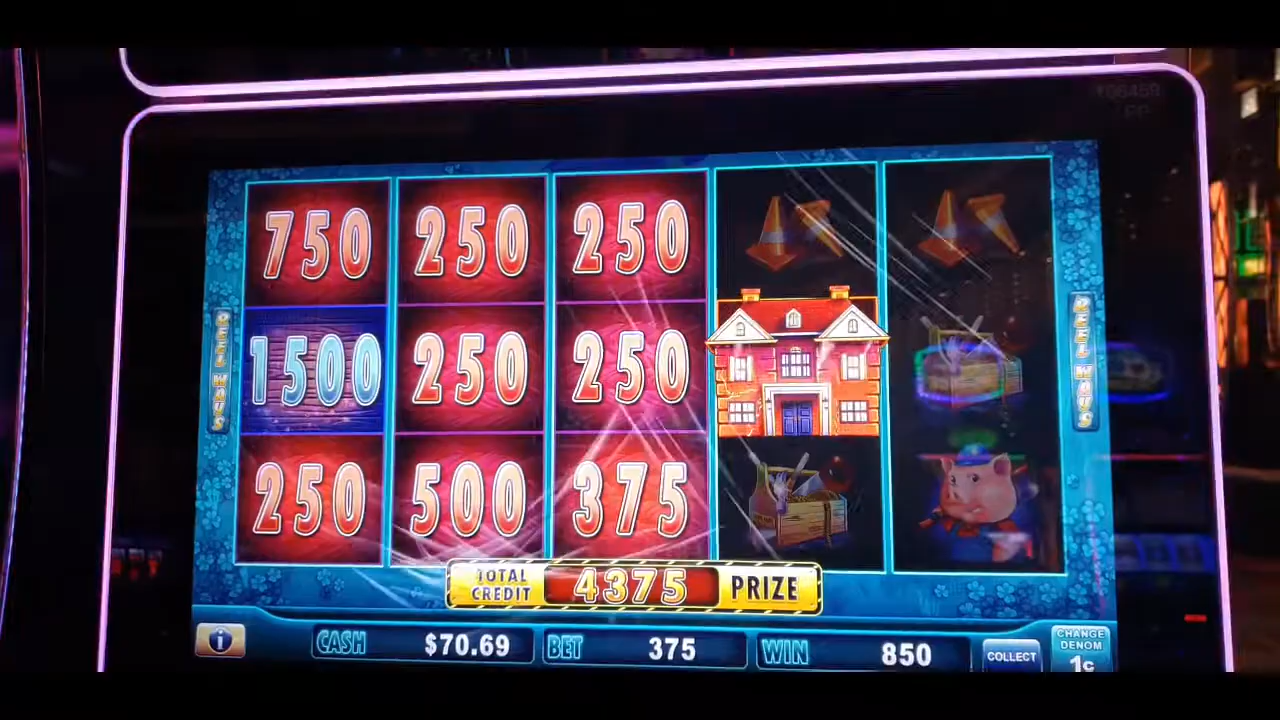 750 250 250
1500 250 250
250 500 375
REEL WAYS
REEL WAYS
TOTAL CREDIT 4375 PRIZE
CASH $70.69 BET 375 WIN 850
COLLECT
CHANGE DENOM
1¢